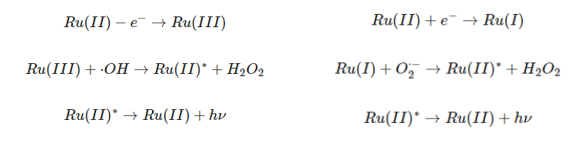 Ru(II) − e⁻ → Ru(III)
Ru(III) + ·OH → Ru(II)* + H₂O₂
Ru(II)* → Ru(II) + hν
Ru(II) + e⁻ → Ru(I)
Ru(I) + O₂·⁻ → Ru(II)* + H₂O₂
Ru(II)* → Ru(II) + hν